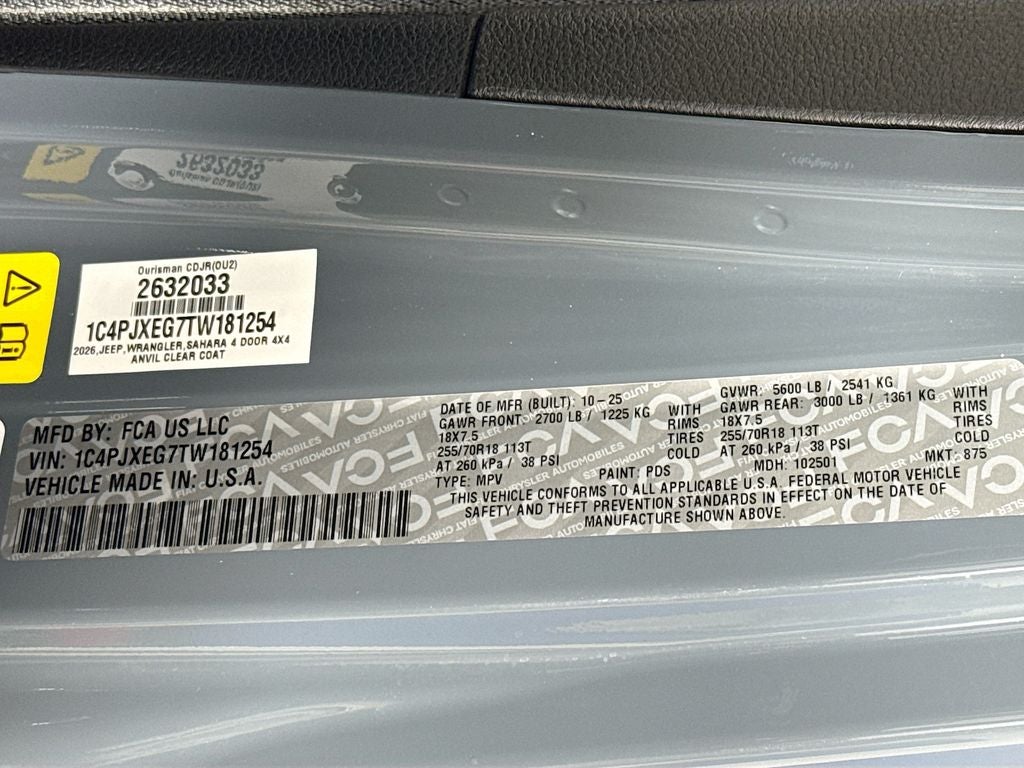 Ourisman CDJR(OU2)
2632033
1C4PJXEG7TW181254
2026,JEEP,WRANGLER,SAHARA 4 DOOR 4X4
ANVIL CLEAR COAT
MFD BY: FCA US LLC
VIN: 1C4PJXEG7TW181254
VEHICLE MADE IN: U.S.A.
DATE OF MFR (BUILT): 10-25
GAWR FRONT: 2700 LB / 1225 KG WITH
18X7.5 RIMS
255/70R18 113T TIRES
AT 260 kPa / 38 PSI COLD
TYPE: MPV PAINT: PDS
GVWR: 5600 LB / 2541 KG
GAWR REAR: 3000 LB / 1361 KG WITH
18X7.5 RIMS
255/70R18 113T TIRES
AT 260 kPa / 38 PSI COLD
MDH: 102501 MKT: 875
THIS VEHICLE CONFORMS TO ALL APPLICABLE U.S.A. FEDERAL MOTOR VEHICLE
SAFETY AND THEFT PREVENTION STANDARDS IN EFFECT ON THE DATE OF
MANUFACTURE SHOWN ABOVE.